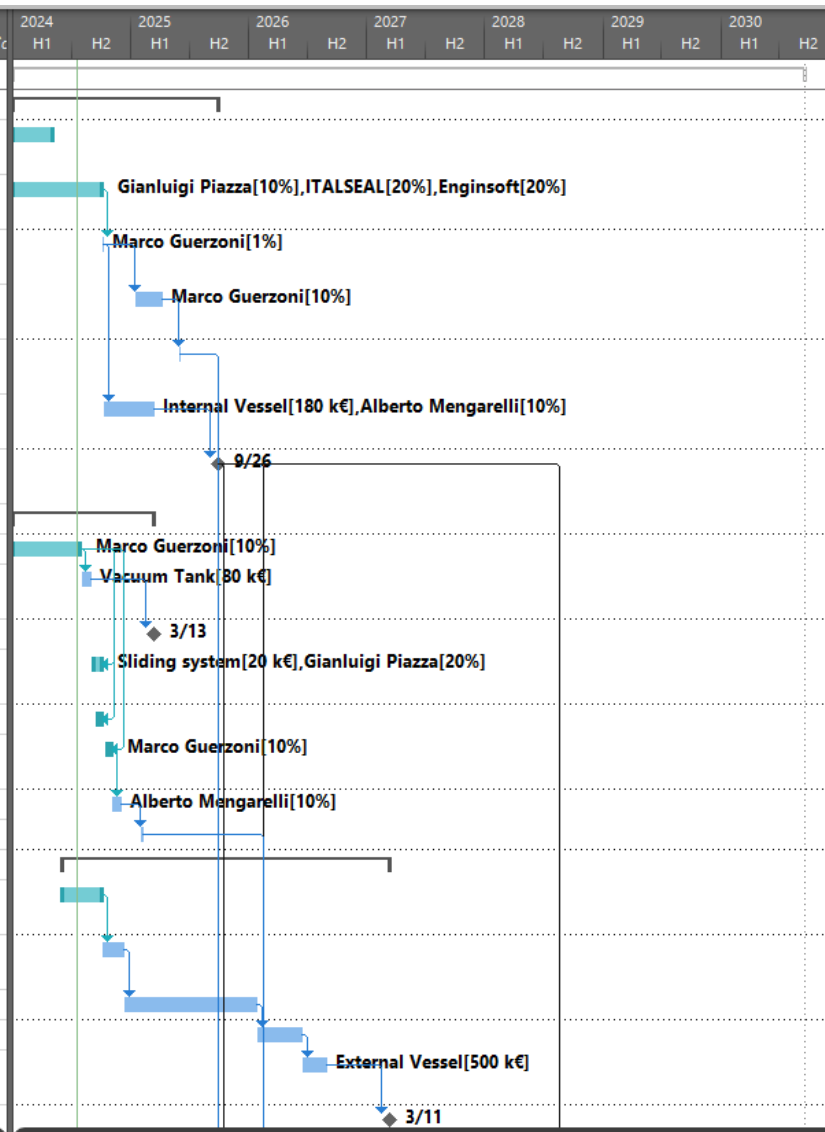 2024 2025 2026 2027 2028 2029 2030
H1 H2 H1 H2 H1 H2 H1 H2 H1 H2 H1 H2 H1 H2
Gianluigi Piazza[10%],ITALSEAL[20%],Enginsoft[20%]
Marco Guerzoni[1%]
Marco Guerzoni[10%]
Internal Vessel[180 k€],Alberto Mengarelli[10%]
9/26
Marco Guerzoni[10%]
Vacuum Tank[80 k€]
3/13
Sliding system[20 k€],Gianluigi Piazza[20%]
Marco Guerzoni[10%]
Alberto Mengarelli[10%]
External Vessel[500 k€]
3/11